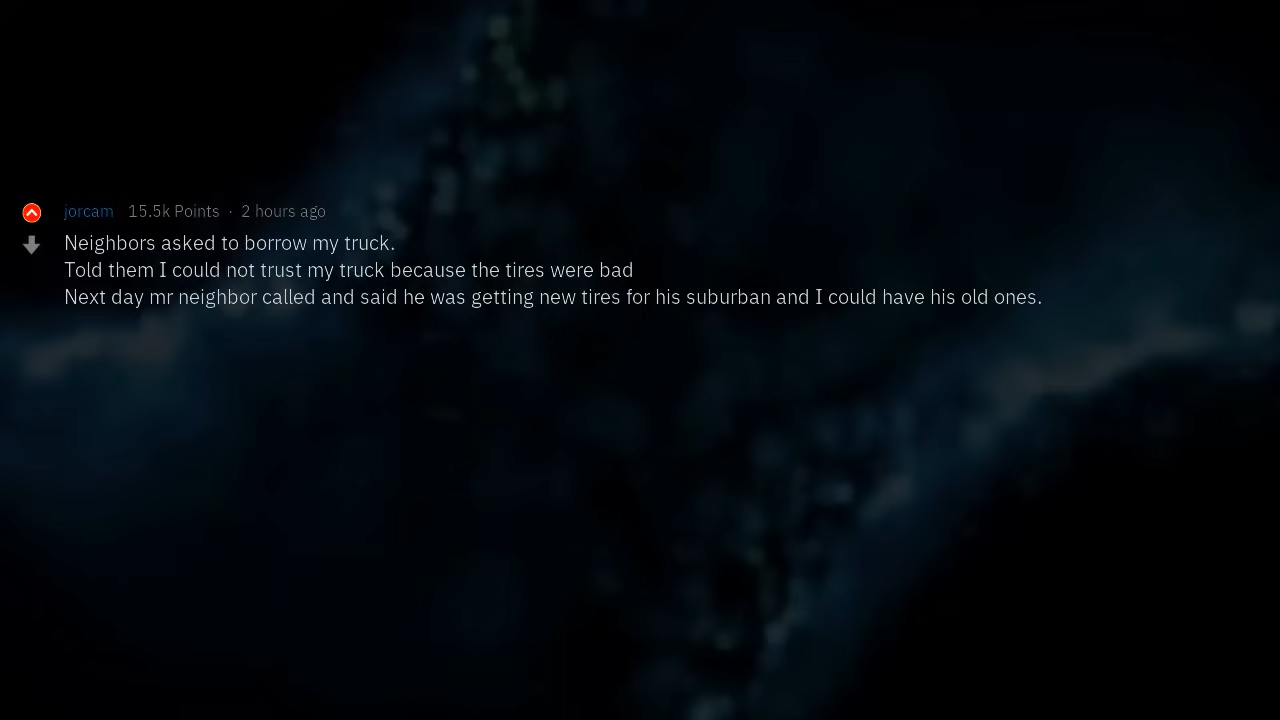 jorcam 15.5k Points · 2 hours ago
Neighbors asked to borrow my truck.
Told them I could not trust my truck because the tires were bad
Next day mr neighbor called and said he was getting new tires for his suburban and I could have his old ones.